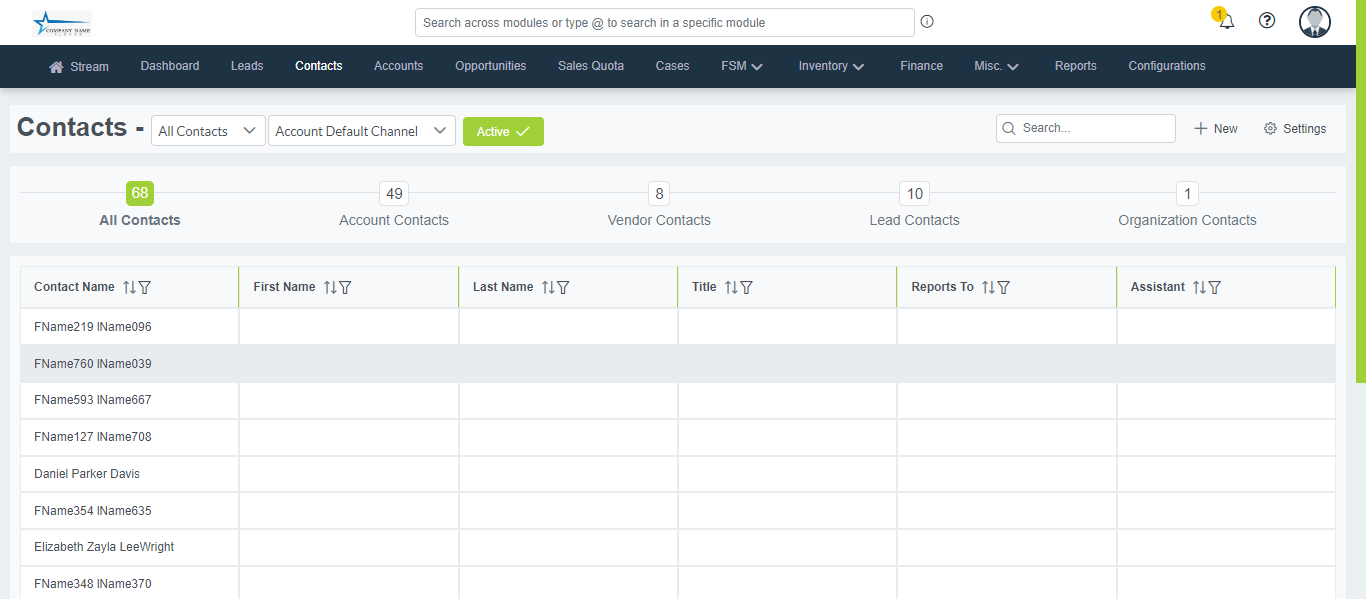 COMPANY NAME
Search across modules or type @ to search in a specific module
1
Stream Dashboard Leads Contacts Accounts Opportunities Sales Quota Cases FSM Inventory Finance Misc. Reports Configurations
Contacts - All Contacts Account Default Channel Active Search... New Settings
68 49 8 10 1
All Contacts Account Contacts Vendor Contacts Lead Contacts Organization Contacts
Contact Name First Name Last Name Title Reports To Assistant
FName219 lName096
FName760 lName039
FName593 lName667
FName127 lName708
Daniel Parker Davis
FName354 lName635
Elizabeth Zayla LeeWright
FName348 lName370